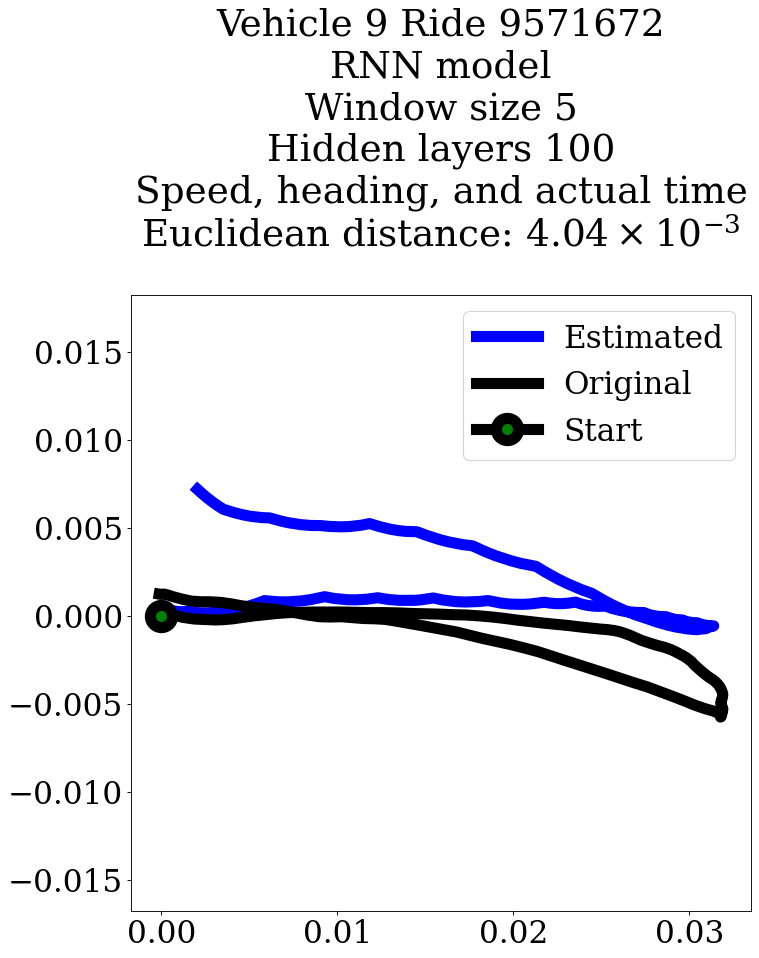 Vehicle 9 Ride 9571672
RNN model
Window size 5
Hidden layers 100
Speed, heading, and actual time
Euclidean distance: 4.04 × 10⁻³
Estimated
Original
Start
0.015
0.010
0.005
0.000
−0.005
−0.010
−0.015
0.00 0.01 0.02 0.03